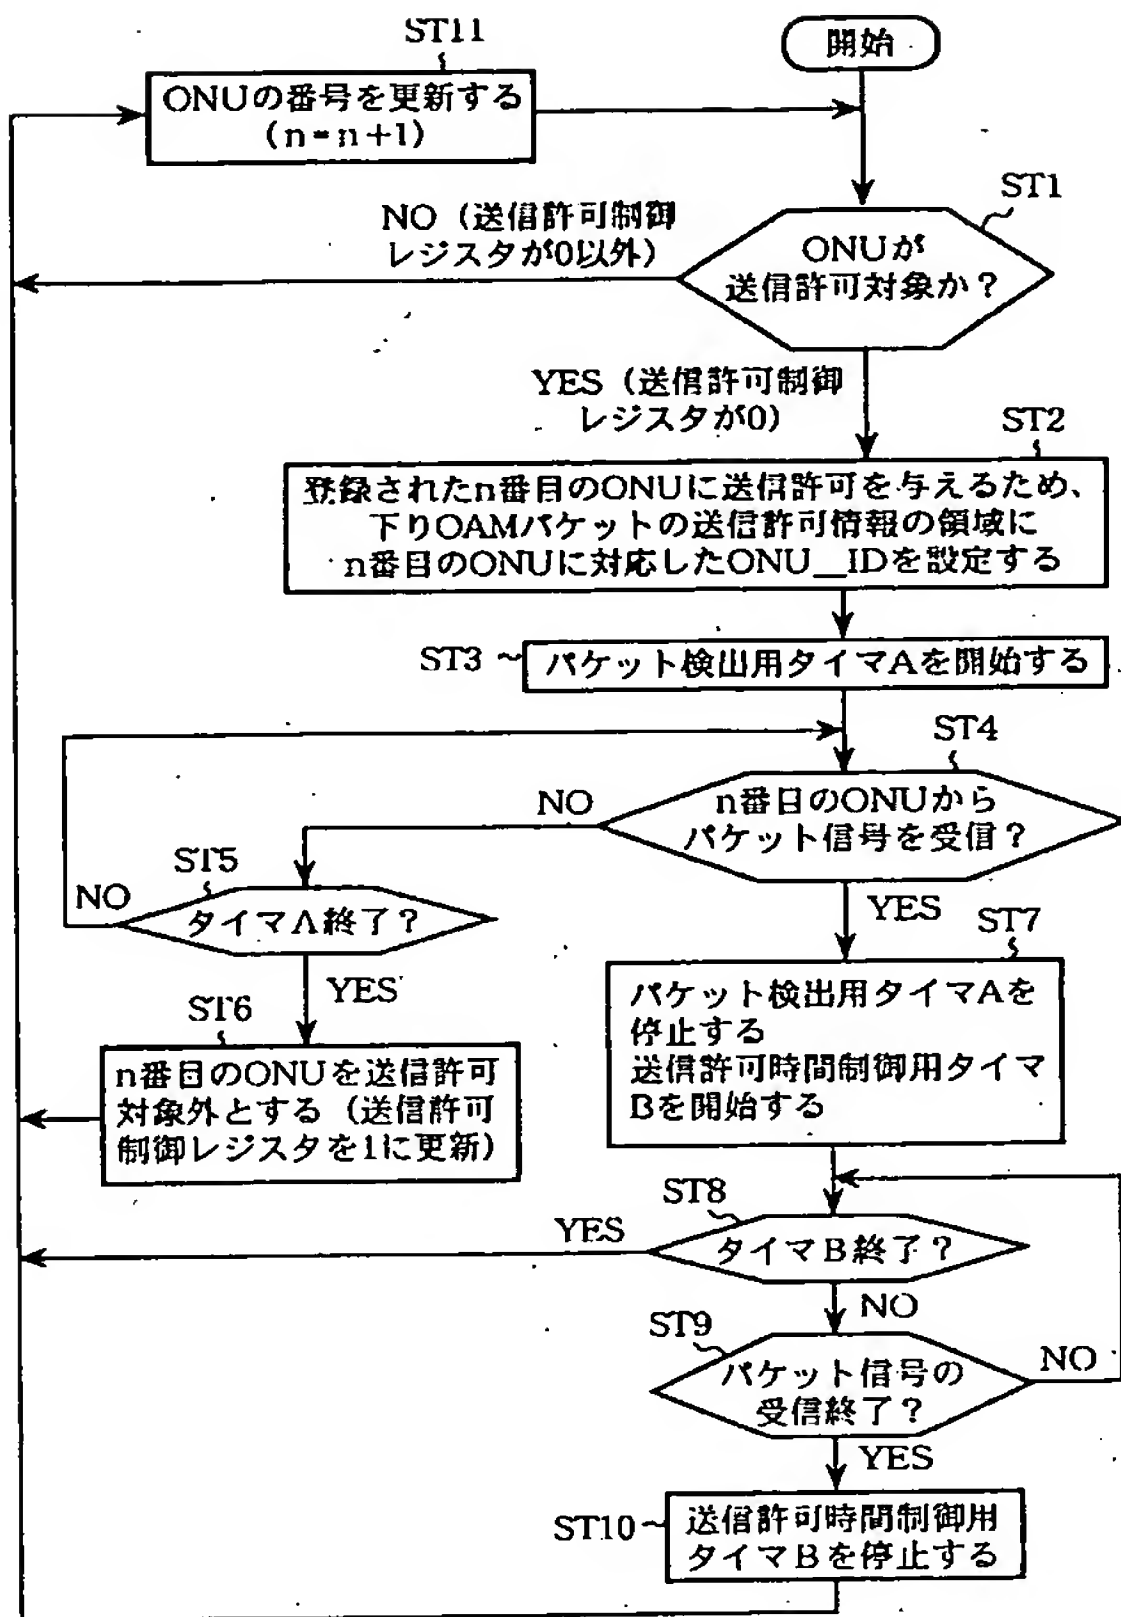 ST11
開始
ONUの番号を更新する
(n=n+1)
ST1
NO (送信許可制御
レジスタが0以外)
ONUが
送信許可対象か?
YES (送信許可制御
レジスタが0)
ST2
登録されたn番目のONUに送信許可を与えるため、
下りOAMパケットの送信許可情報の領域に
n番目のONUに対応したONU_IDを設定する
ST3
パケット検出用タイマAを開始する
ST4
NO
n番目のONUから
パケット信号を受信?
ST5
NO
タイマA終了?
YES
ST7
YES
ST6
パケット検出用タイマAを
停止する
送信許可時間制御用タイマ
Bを開始する
n番目のONUを送信許可
対象外とする (送信許可
制御レジスタを1に更新)
ST8
YES
タイマB終了?
NO
ST9
NO
パケット信号の
受信終了?
YES
ST10
送信許可時間制御用
タイマBを停止する